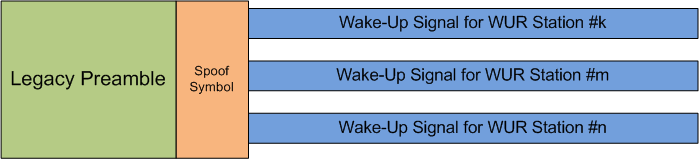 Legacy Preamble
Spoof
Symbol
Wake-Up Signal for WUR Station #k
Wake-Up Signal for WUR Station #m
Wake-Up Signal for WUR Station #n